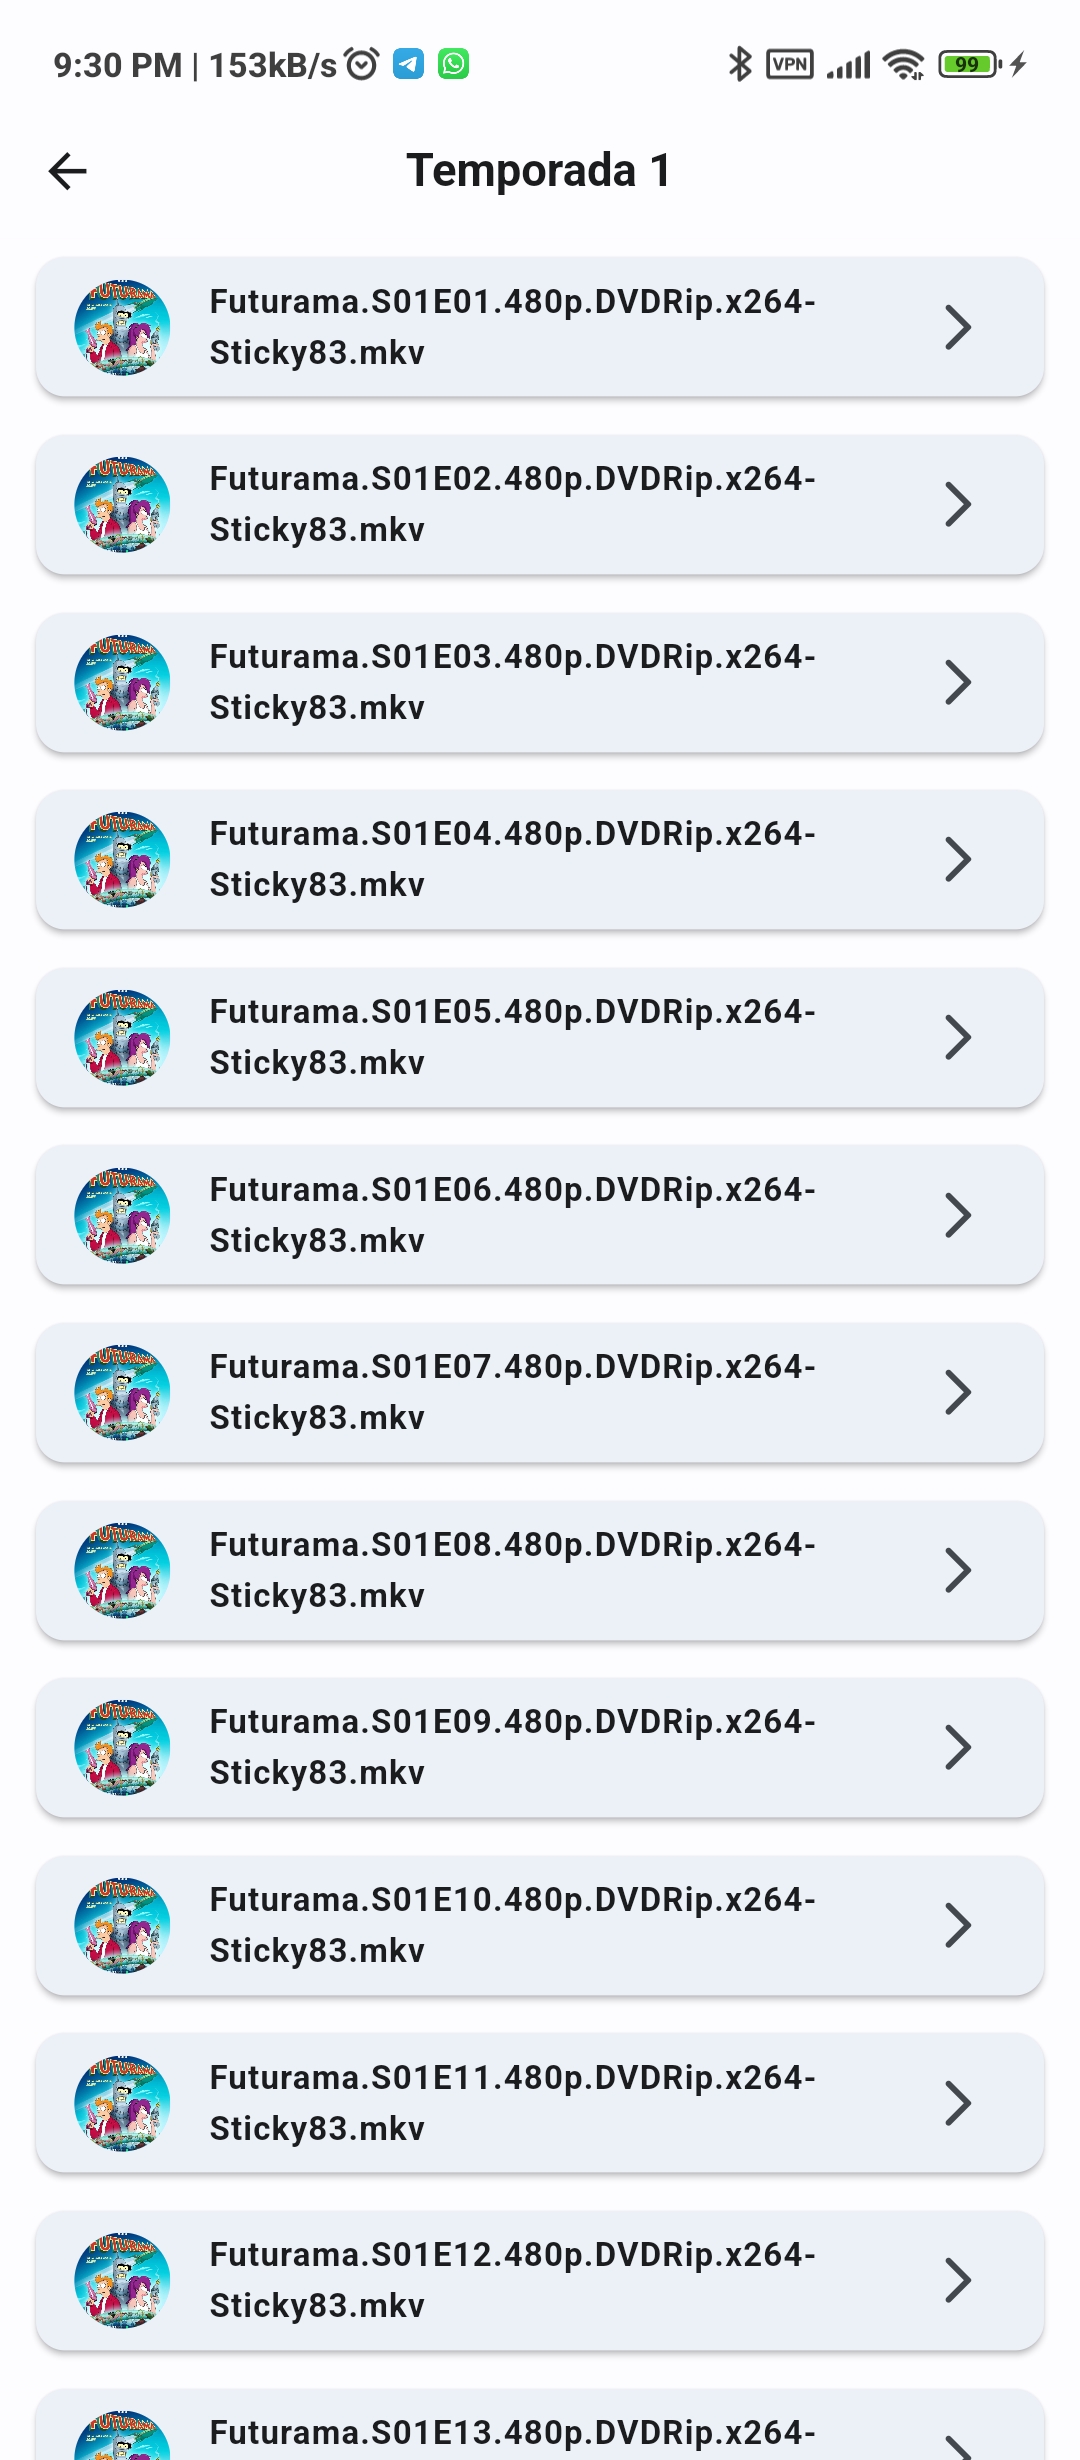 9:30 PM | 153kB/s
VPN
99
Temporada 1
Futurama.S01E01.480p.DVDRip.x264-
Sticky83.mkv
Futurama.S01E02.480p.DVDRip.x264-
Sticky83.mkv
Futurama.S01E03.480p.DVDRip.x264-
Sticky83.mkv
Futurama.S01E04.480p.DVDRip.x264-
Sticky83.mkv
Futurama.S01E05.480p.DVDRip.x264-
Sticky83.mkv
Futurama.S01E06.480p.DVDRip.x264-
Sticky83.mkv
Futurama.S01E07.480p.DVDRip.x264-
Sticky83.mkv
Futurama.S01E08.480p.DVDRip.x264-
Sticky83.mkv
Futurama.S01E09.480p.DVDRip.x264-
Sticky83.mkv
Futurama.S01E10.480p.DVDRip.x264-
Sticky83.mkv
Futurama.S01E11.480p.DVDRip.x264-
Sticky83.mkv
Futurama.S01E12.480p.DVDRip.x264-
Sticky83.mkv
Futurama.S01E13.480p.DVDRip.x264-